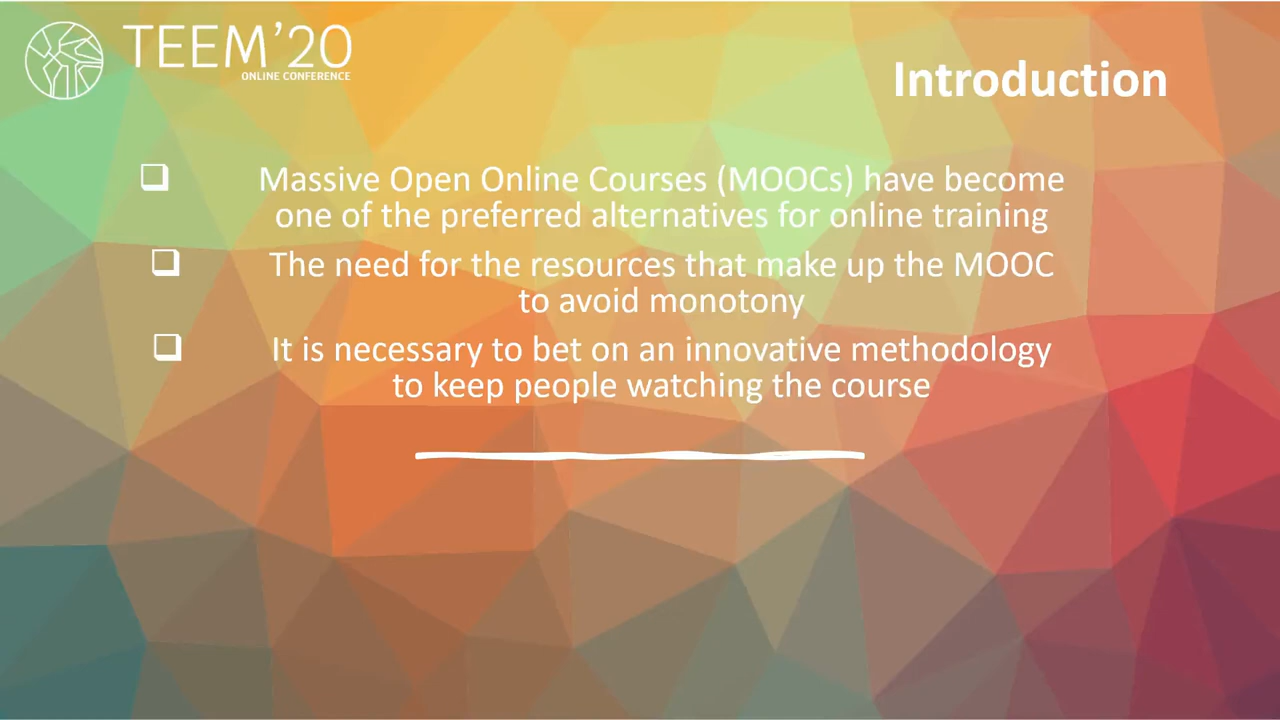 TEEM’20
ONLINE CONFERENCE
Introduction
Massive Open Online Courses (MOOCs) have become
one of the preferred alternatives for online training
The need for the resources that make up the MOOC
to avoid monotony
It is necessary to bet on an innovative methodology
to keep people watching the course